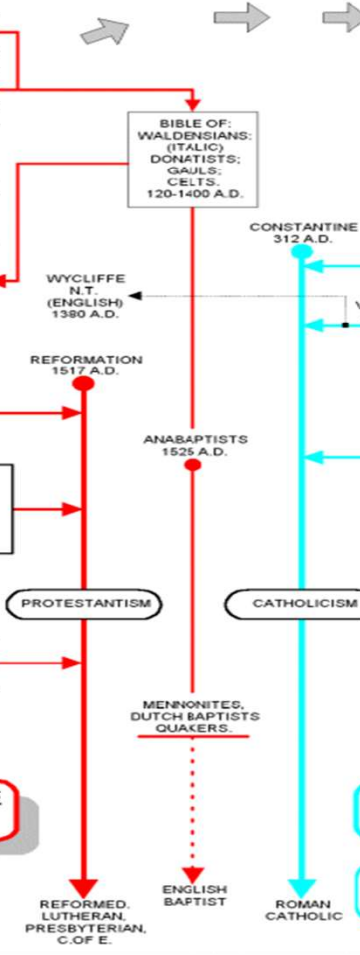 BIBLE OF;
WALDENSIANS;
(ITALIC)
DONATISTS;
GAULS;
CELTS.
120-1400 A.D.
CONSTANTINE
312 A.D.
WYCLIFFE
N.T.
(ENGLISH)
1380 A.D.
REFORMATION
1517 A.D.
ANABAPTISTS
1525 A.D.
PROTESTANTISM
CATHOLICISM
MENNONITES,
DUTCH BAPTISTS
QUAKERS.
ENGLISH
BAPTIST
REFORMED.
LUTHERAN,
PRESBYTERIAN,
C.OF E.
ROMAN
CATHOLIC